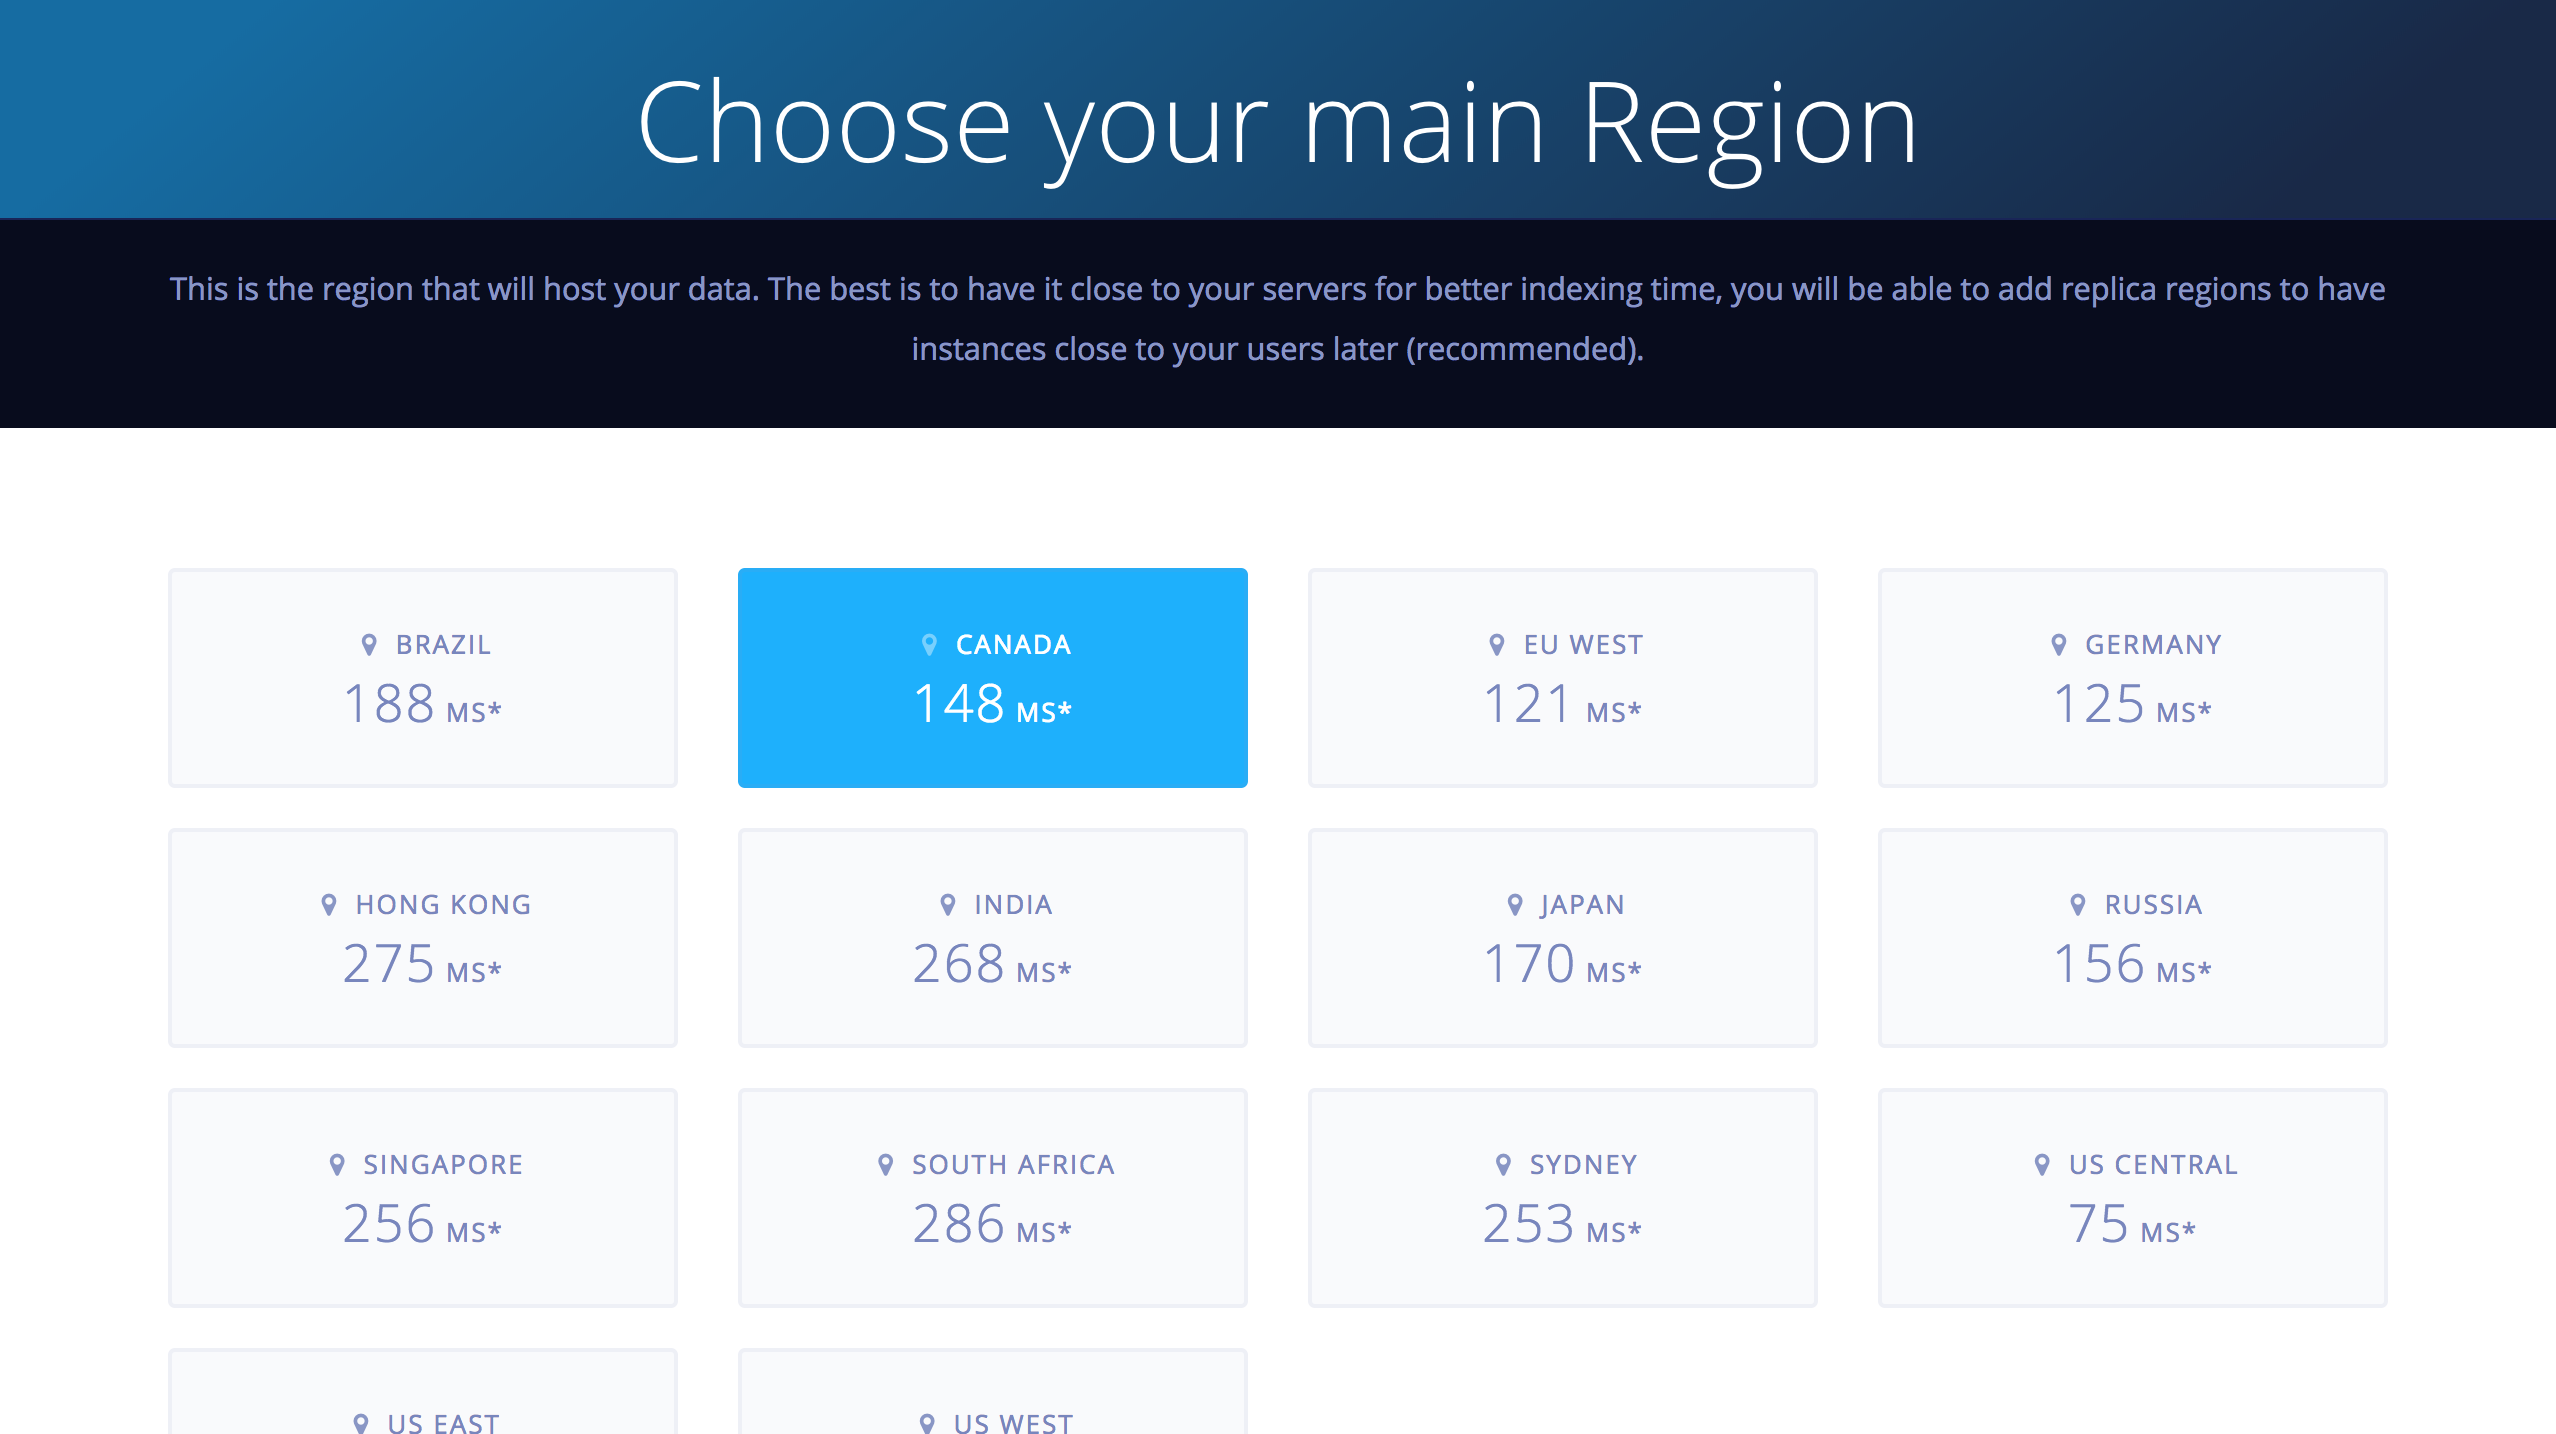 Choose your main Region
This is the region that will host your data. The best is to have it close to your servers for better indexing time, you will be able to add replica regions to have
instances close to your users later (recommended).
BRAZIL
188 MS*
CANADA
148 MS*
EU WEST
121 MS*
GERMANY
125 MS*
HONG KONG
275 MS*
INDIA
268 MS*
JAPAN
170 MS*
RUSSIA
156 MS*
SINGAPORE
256 MS*
SOUTH AFRICA
286 MS*
SYDNEY
253 MS*
US CENTRAL
75 MS*
US EAST
US WEST